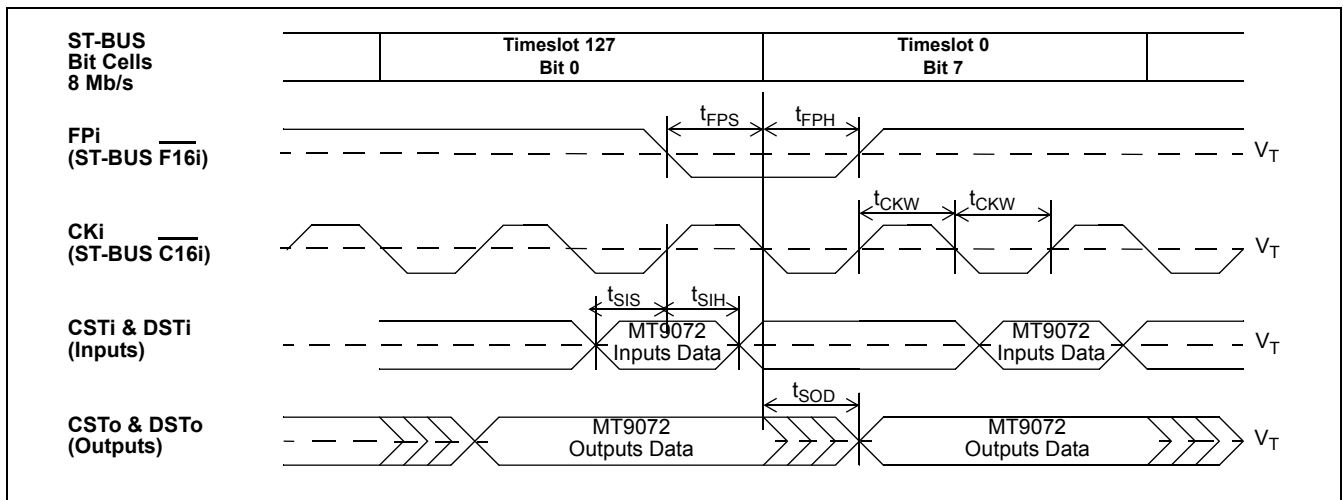 ST-BUS
Bit Cells
8 Mb/s
Timeslot 127
Bit 0
Timeslot 0
Bit 7
FPi
(ST-BUS F16i)
tFPS
tFPH
VT
CKi
(ST-BUS C16i)
tCKW
tCKW
VT
CSTi & DSTi
(Inputs)
tSIS
tSIH
MT9072
Inputs Data
MT9072
Inputs Data
VT
CSTo & DSTo
(Outputs)
tSOD
MT9072
Outputs Data
MT9072
Outputs Data
VT